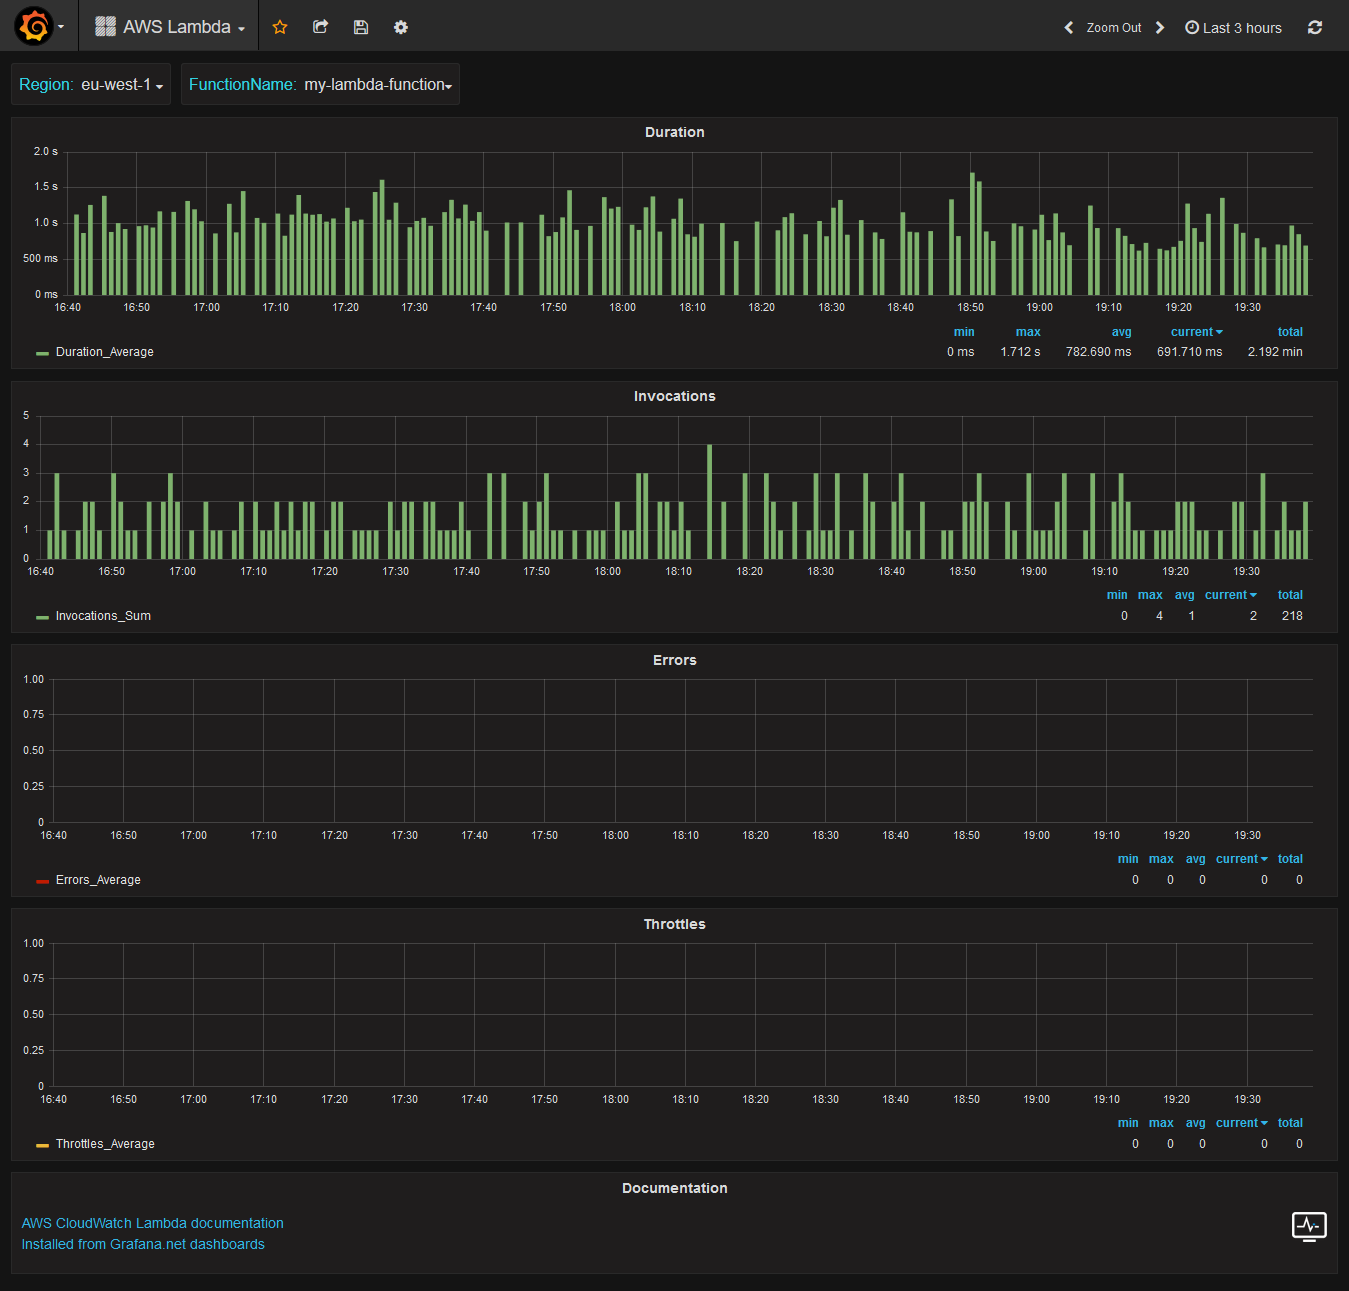 AWS Lambda Zoom Out Last 3 hours
Region: eu-west-1 FunctionName: my-lambda-function
Duration
2.0 s
1.5 s
1.0 s
500 ms
0 ms
16:40 16:50 17:00 17:10 17:20 17:30 17:40 17:50 18:00 18:10 18:20 18:30 18:40 18:50 19:00 19:10 19:20 19:30
min max avg current total
Duration_Average 0 ms 1.712 s 782.690 ms 691.710 ms 2.192 min
Invocations
5
4
3
2
1
0
16:40 16:50 17:00 17:10 17:20 17:30 17:40 17:50 18:00 18:10 18:20 18:30 18:40 18:50 19:00 19:10 19:20 19:30
min max avg current total
Invocations_Sum 0 4 1 2 218
Errors
1.00
0.75
0.50
0.25
0
16:40 16:50 17:00 17:10 17:20 17:30 17:40 17:50 18:00 18:10 18:20 18:30 18:40 18:50 19:00 19:10 19:20 19:30
min max avg current total
Errors_Average 0 0 0 0 0
Throttles
1.00
0.75
0.50
0.25
0
16:40 16:50 17:00 17:10 17:20 17:30 17:40 17:50 18:00 18:10 18:20 18:30 18:40 18:50 19:00 19:10 19:20 19:30
min max avg current total
Throttles_Average 0 0 0 0 0
Documentation
AWS CloudWatch Lambda documentation
Installed from Grafana.net dashboards